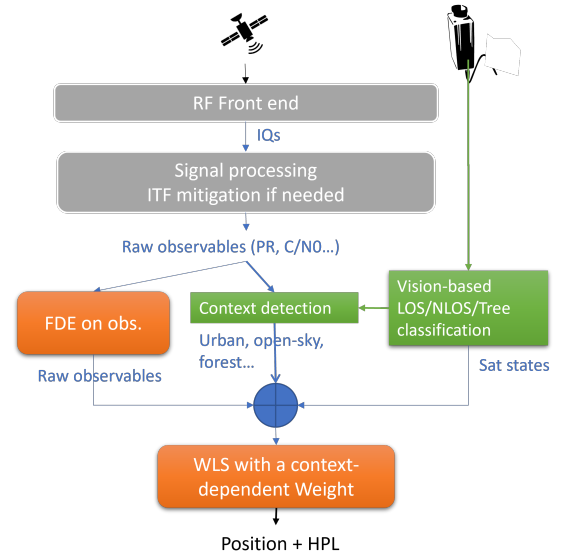 RF Front end
IQs
Signal processing
ITF mitigation if needed
Raw observables (PR, C/N0…)
FDE on obs.
Context detection
Vision-based
LOS/NLOS/Tree
classification
Urban, open-sky,
forest…
Raw observables
Sat states
WLS with a context-
dependent Weight
Position + HPL